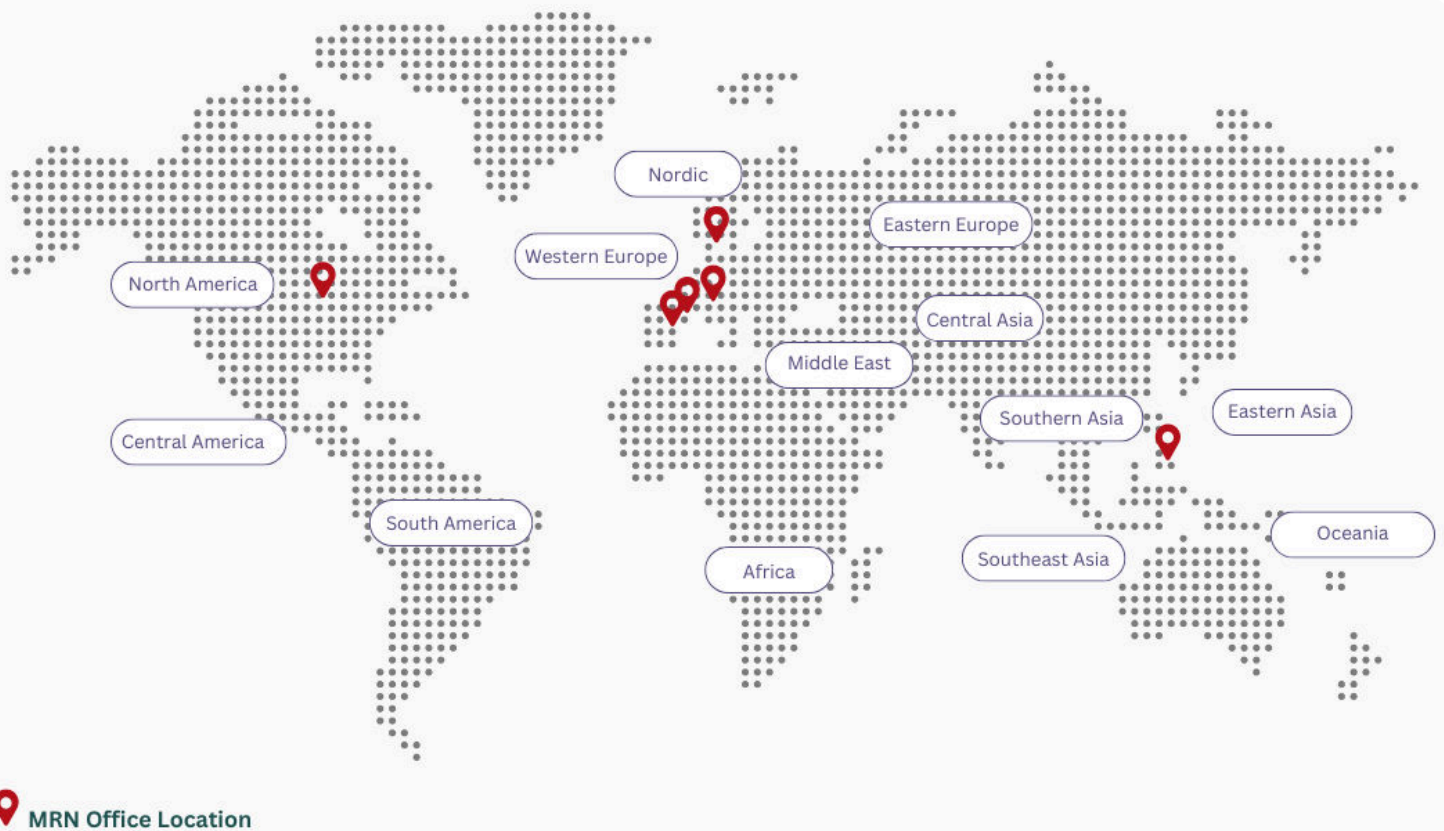 Nordic
Eastern Europe
Western Europe
North America
Central Asia
Middle East
Eastern Asia
Southern Asia
Central America
South America
Oceania
Southeast Asia
Africa
MRN Office Location